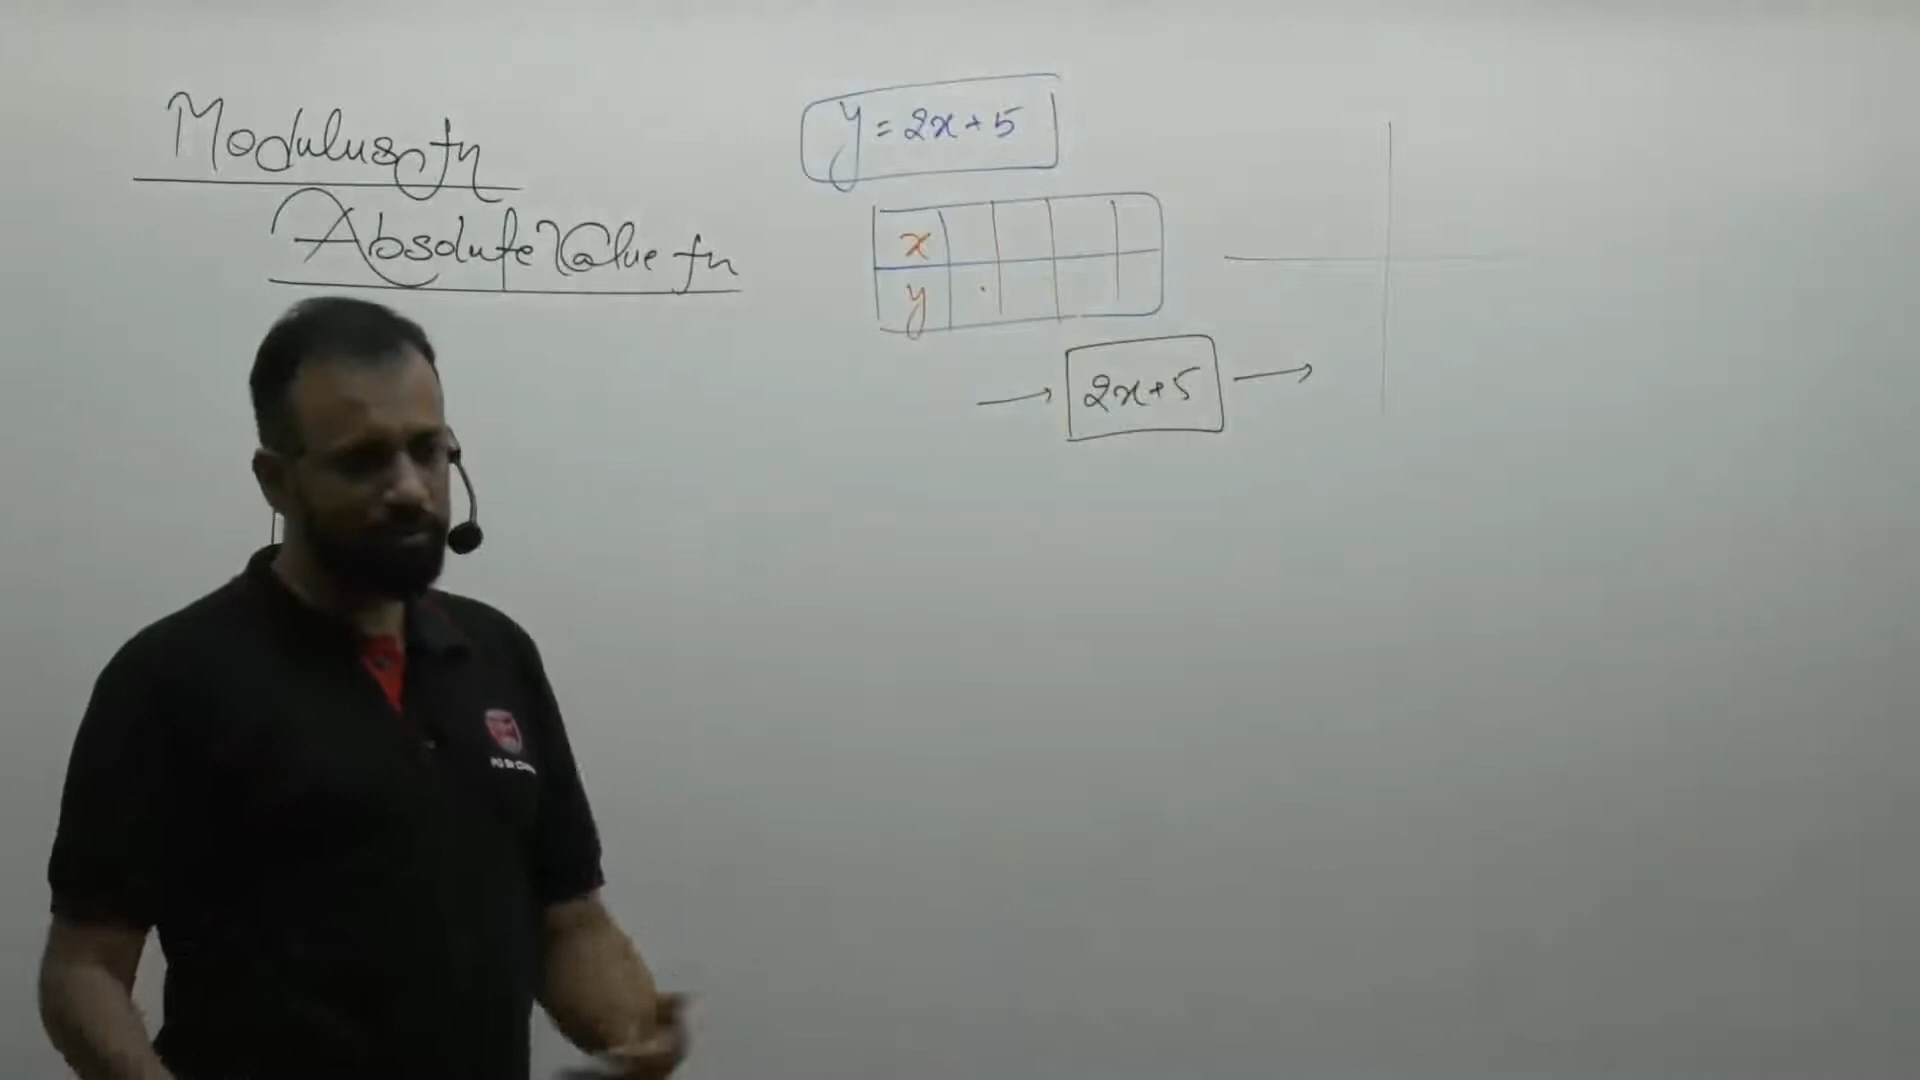 Modulus fn
Absolute Value fn
y = 2x + 5
x
y
2x+5